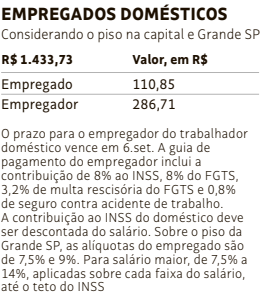 EMPREGADOS DOMÉSTICOS
Considerando o piso na capital e Grande SP
R$ 1.433,73 Valor, em R$
Empregado 110,85
Empregador 286,71
O prazo para o empregador do trabalhador
doméstico vence em 6.set. A guia de
pagamento do empregador inclui a
contribuição de 8% ao INSS, 8% do FGTS,
3,2% de multa rescisória do FGTS e 0,8%
de seguro contra acidente de trabalho.
A contribuição ao INSS do doméstico deve
ser descontada do salário. Sobre o piso da
Grande SP, as alíquotas do empregado são
de 7,5% e 9%. Para salário maior, de 7,5% a
14%, aplicadas sobre cada faixa do salário,
até o teto do INSS